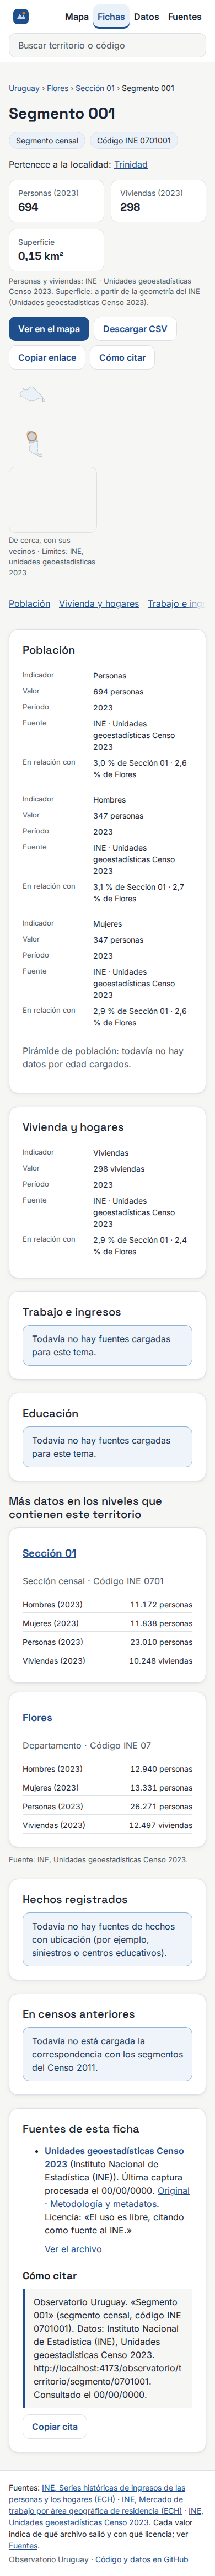 Mapa Fichas Datos Fuentes
Buscar territorio o código
Uruguay › Flores › Sección 01 › Segmento 001
Segmento 001
Segmento censal Código INE 0701001
Pertenece a la localidad: Trinidad
Personas (2023)
694
Viviendas (2023)
298
Superficie
0,15 km²
Personas y viviendas: INE · Unidades geoestadísticas
Censo 2023. Superficie: a partir de la geometría del INE
(Unidades geoestadísticas Censo 2023).
Ver en el mapa Descargar CSV
Copiar enlace Cómo citar
De cerca, con sus
vecinos · Límites: INE,
unidades geoestadísticas
2023
Población Vivienda y hogares Trabajo e ing
Población
Indicador Personas
Valor 694 personas
Período 2023
Fuente INE · Unidades
geoestadísticas Censo
2023
En relación con 3,0 % de Sección 01 · 2,6
% de Flores
Indicador Hombres
Valor 347 personas
Período 2023
Fuente INE · Unidades
geoestadísticas Censo
2023
En relación con 3,1 % de Sección 01 · 2,7
% de Flores
Indicador Mujeres
Valor 347 personas
Período 2023
Fuente INE · Unidades
geoestadísticas Censo
2023
En relación con 2,9 % de Sección 01 · 2,6
% de Flores
Pirámide de población: todavía no hay
datos por edad cargados.
Vivienda y hogares
Indicador Viviendas
Valor 298 viviendas
Período 2023
Fuente INE · Unidades
geoestadísticas Censo
2023
En relación con 2,9 % de Sección 01 · 2,4
% de Flores
Trabajo e ingresos
Todavía no hay fuentes cargadas
para este tema.
Educación
Todavía no hay fuentes cargadas
para este tema.
Más datos en los niveles que
contienen este territorio
Sección 01
Sección censal · Código INE 0701
Hombres (2023) 11.172 personas
Mujeres (2023) 11.838 personas
Personas (2023) 23.010 personas
Viviendas (2023) 10.248 viviendas
Flores
Departamento · Código INE 07
Hombres (2023) 12.940 personas
Mujeres (2023) 13.331 personas
Personas (2023) 26.271 personas
Viviendas (2023) 12.497 viviendas
Fuente: INE, Unidades geoestadísticas Censo 2023.
Hechos registrados
Todavía no hay fuentes de hechos
con ubicación (por ejemplo,
siniestros o centros educativos).
En censos anteriores
Todavía no está cargada la
correspondencia con los segmentos
del Censo 2011.
Fuentes de esta ficha
• Unidades geoestadísticas Censo
2023 (Instituto Nacional de
Estadística (INE)). Última captura
procesada el 00/00/0000. Original
· Metodología y metadatos.
Licencia: «El uso es libre, citando
como fuente al INE.»
Ver el archivo
Cómo citar
Observatorio Uruguay. «Segmento
001» (segmento censal, código INE
0701001). Datos: Instituto Nacional
de Estadística (INE), Unidades
geoestadísticas Censo 2023.
http://localhost:4173/observatorio/t
erritorio/segmento/0701001.
Consultado el 00/00/0000.
Copiar cita
Fuentes: INE, Series históricas de ingresos de las
personas y los hogares (ECH) · INE, Mercado de
trabajo por área geográfica de residencia (ECH) · INE,
Unidades geoestadísticas Censo 2023. Cada valor
indica de qué archivo salió y con qué licencia; ver
Fuentes.
Observatorio Uruguay · Código y datos en GitHub